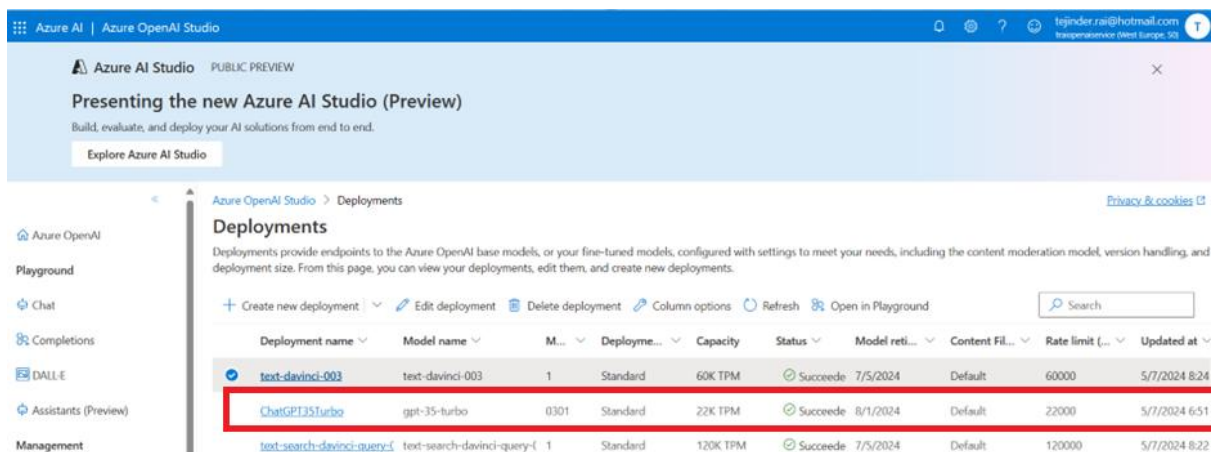 Azure AI | Azure OpenAI Studio
tejinder.rai@hotmail.com
T
traiopenaiservice (West Europe, S0)
Azure AI Studio PUBLIC PREVIEW
Presenting the new Azure AI Studio (Preview)
Build, evaluate, and deploy your AI solutions from end to end.
Explore Azure AI Studio
Azure OpenAI Studio > Deployments
Privacy & cookies
Azure OpenAI
Playground
Chat
Completions
DALL·E
Assistants (Preview)
Management
Deployments
Deployments provide endpoints to the Azure OpenAI base models, or your fine-tuned models, configured with settings to meet your needs, including the content moderation model, version handling, and
deployment size. From this page, you can view your deployments, edit them, and create new deployments.
Create new deployment Edit deployment Delete deployment Column options Refresh Open in Playground Search
Deployment name Model name M... Deployme... Capacity Status Model reti... Content Fil... Rate limit (... Updated at
text-davinci-003 text-davinci-003 1 Standard 60K TPM Succeede 7/5/2024 Default 60000 5/7/2024 8:24
ChatGPT35Turbo gpt-35-turbo 0301 Standard 22K TPM Succeede 8/1/2024 Default 22000 5/7/2024 6:51
text-search-davinci-query-( text-search-davinci-query-( 1 Standard 120K TPM Succeede 7/5/2024 Default 120000 5/7/2024 8:22